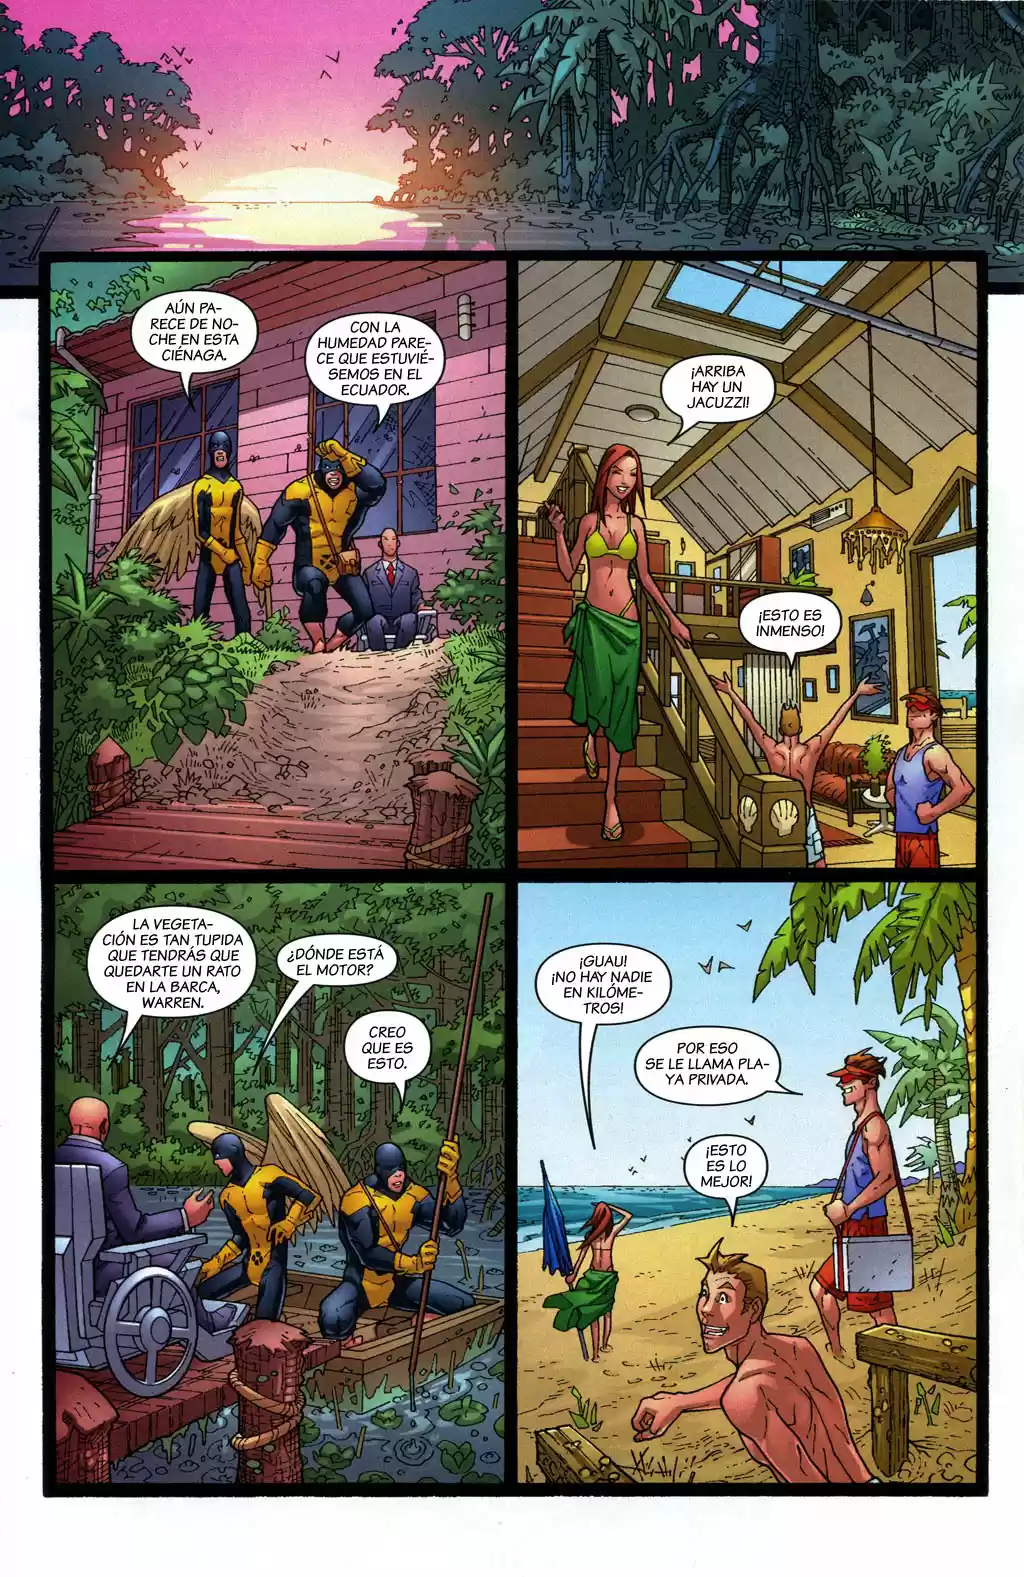 AÚN PA-
RECE DE NO-
CHE EN ESTA
CIÉNAGA.
CON LA
HUMEDAD PARE-
CE QUE ESTUVIÉ-
SEMOS EN EL
ECUADOR.
¡ARRIBA
HAY UN
JACUZZI!
¡ESTO ES
INMENSO!
LA VEGETA-
CIÓN ES TAN TUPIDA
QUE TENDRÁS QUE
QUEDARTE UN RATO
EN LA BARCA,
WARREN.
¿DÓNDE ESTÁ
EL MOTOR?
CREO
QUE ES
ESTO.
¡GUAU!
¡NO HAY NADIE
EN KILÓME-
TROS!
POR ESO
SE LLAMA PLA-
YA PRIVADA.
¡ESTO
ES LO
MEJOR!